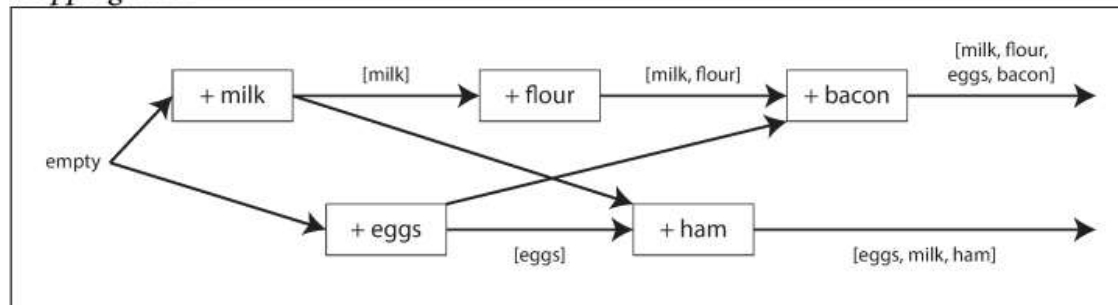 [milk, flour,
eggs, bacon]
+ milk
[milk]
+ flour
[milk, flour]
+ bacon
empty
+ eggs
[eggs]
+ ham
[eggs, milk, ham]